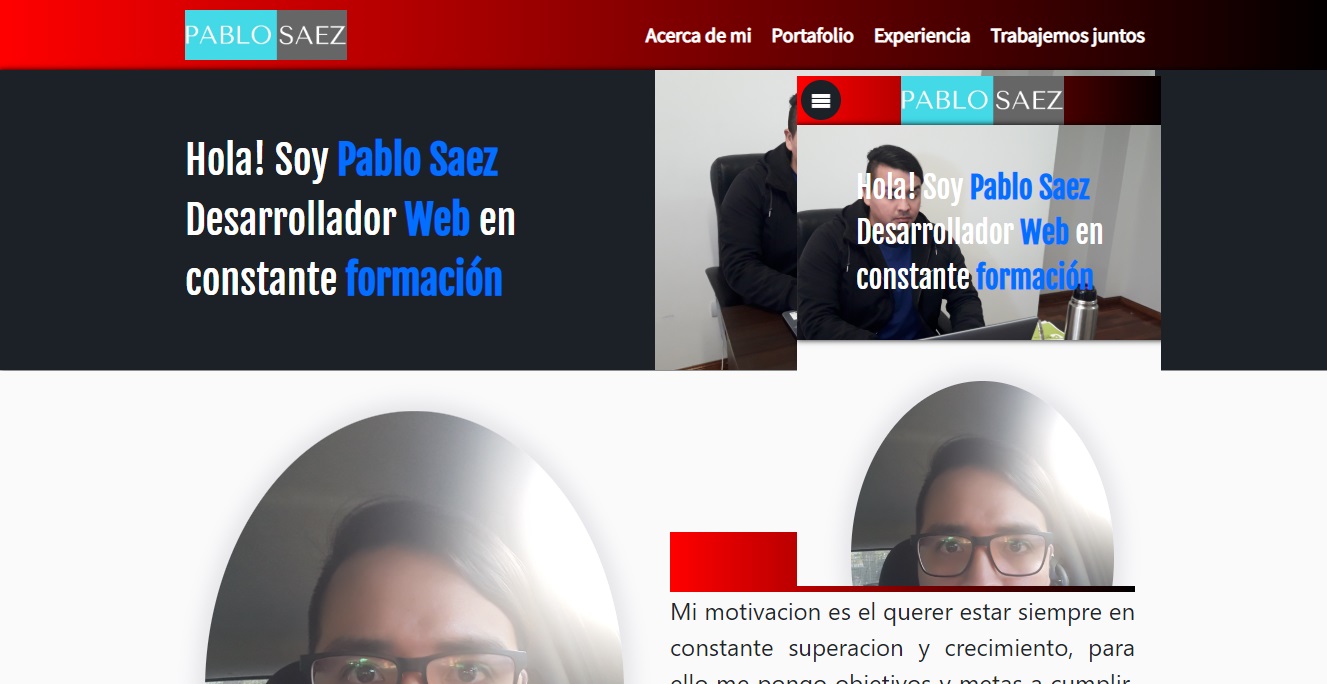 PABLO SAEZ
Acerca de mi Portafolio Experiencia Trabajemos juntos
Hola! Soy Pablo Saez
Desarrollador Web en
constante formación
PABLO SAEZ
Hola! Soy Pablo Saez
Desarrollador Web en
constante formación
Mi motivacion es el querer estar siempre en
constante superacion y crecimiento, para
ello me pongo objetivos y metas a cumplir,